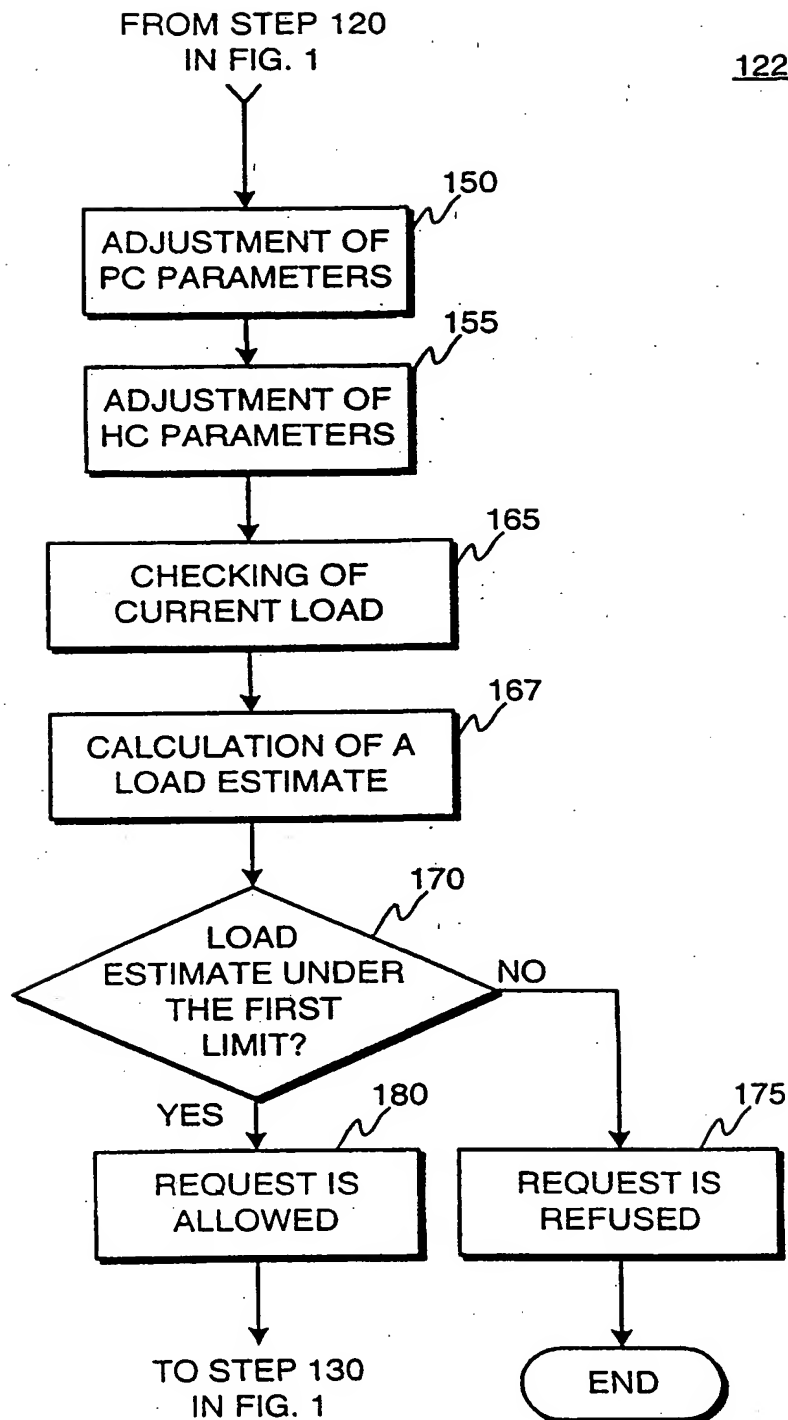 FROM STEP 120
IN FIG. 1
122
150
ADJUSTMENT OF
PC PARAMETERS
155
ADJUSTMENT OF
HC PARAMETERS
165
CHECKING OF
CURRENT LOAD
167
CALCULATION OF A
LOAD ESTIMATE
170
LOAD
ESTIMATE UNDER
THE FIRST
LIMIT?
NO
YES
180
175
REQUEST IS
ALLOWED
REQUEST IS
REFUSED
TO STEP 130
IN FIG. 1
END